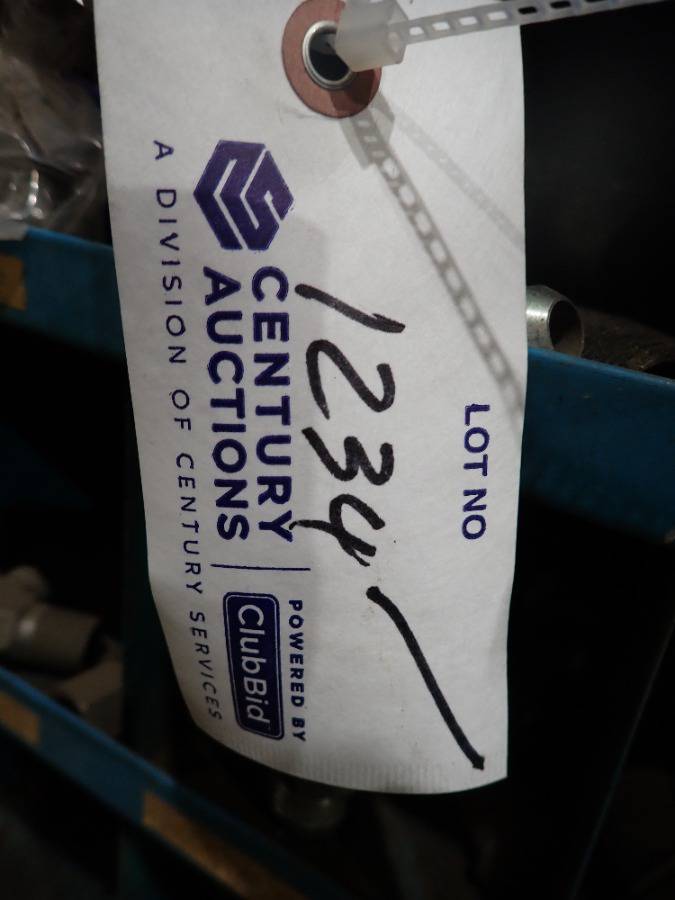 LOT NO
1234
CENTURY
AUCTIONS
POWERED BY
ClubBid
A DIVISION OF CENTURY SERVICES